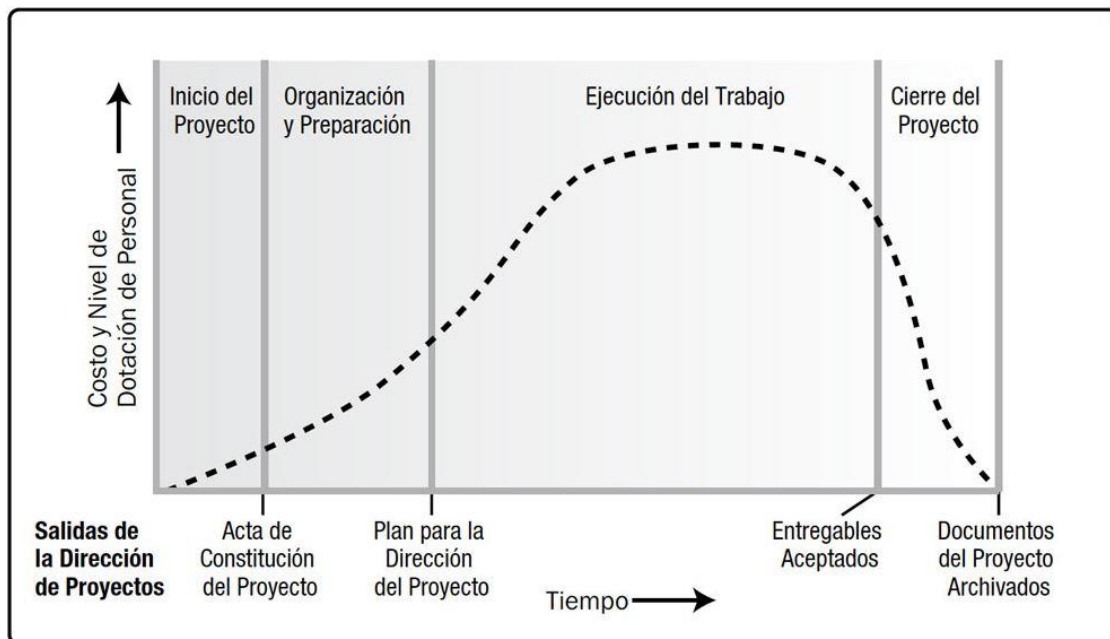 Inicio del
Proyecto
Organización
y Preparación
Ejecución del Trabajo
Cierre del
Proyecto
Costo y Nivel de
Dotación de Personal
Salidas de
la Dirección
de Proyectos
Acta de
Constitución
del Proyecto
Plan para la
Dirección
del Proyecto
Entregables
Aceptados
Documentos
del Proyecto
Archivados
Tiempo